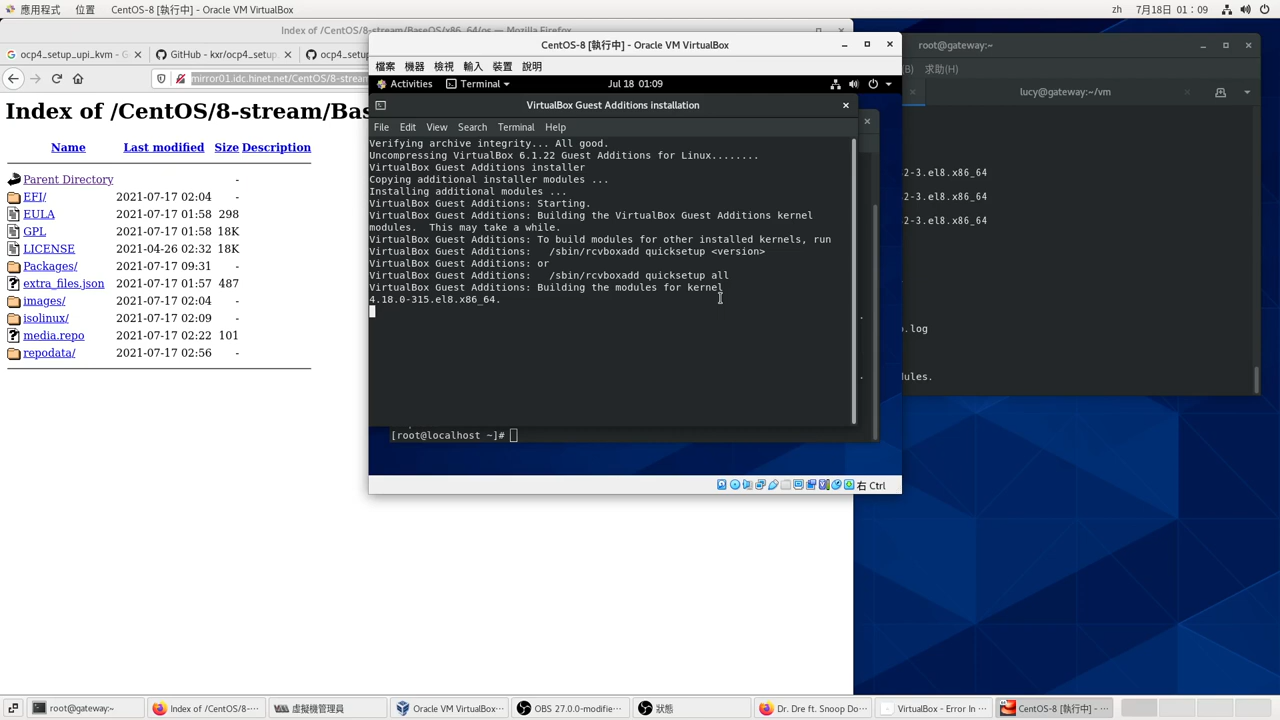 應用程式 位置 CentOS-8 [執行中] - Oracle VM VirtualBox zh 7月18日 01：09
Index of /CentOS/8-stream/BaseOS/x86_64/os — Mozilla Firefox
ocp4_setup_upi_kvm - G GitHub - kxr/ocp4_setup. ocp4_setup
mirror01.idc.hinet.net/CentOS/8-stream
Index of /CentOS/8-stream/Bas
Name Last modified Size Description
Parent Directory -
EFI/ 2021-07-17 02:04 -
EULA 2021-07-17 01:58 298
GPL 2021-07-17 01:58 18K
LICENSE 2021-04-26 02:32 18K
Packages/ 2021-07-17 09:31 -
extra_files.json 2021-07-17 01:57 487
images/ 2021-07-17 02:04 -
isolinux/ 2021-07-17 02:09 -
media.repo 2021-07-17 02:22 101
repodata/ 2021-07-17 02:56 -
CentOS-8 [執行中] - Oracle VM VirtualBox
檔案 機器 檢視 輸入 裝置 說明
Activities Terminal Jul 18 01:09
VirtualBox Guest Additions installation
File Edit View Search Terminal Help
Verifying archive integrity... All good.
Uncompressing VirtualBox 6.1.22 Guest Additions for Linux........
VirtualBox Guest Additions installer
Copying additional installer modules ...
Installing additional modules ...
VirtualBox Guest Additions: Starting.
VirtualBox Guest Additions: Building the VirtualBox Guest Additions kernel
modules.  This may take a while.
VirtualBox Guest Additions: To build modules for other installed kernels, run
VirtualBox Guest Additions:   /sbin/rcvboxadd quicksetup <version>
VirtualBox Guest Additions: or
VirtualBox Guest Additions:   /sbin/rcvboxadd quicksetup all
VirtualBox Guest Additions: Building the modules for kernel
4.18.0-315.el8.x86_64.
[root@localhost ~]#
右 Ctrl
root@gateway:~
(B) 求助(H)
lucy@gateway:~/vm
2-3.el8.x86_64
2-3.el8.x86_64
2-3.el8.x86_64
.log
ules.
root@gateway:~ Index of /CentOS/8-... 虛擬機管理員 Oracle VM VirtualBox... OBS 27.0.0-modifie... 狀態 Dr. Dre ft. Snoop Do... VirtualBox - Error In ... CentOS-8 [執行中] - ...